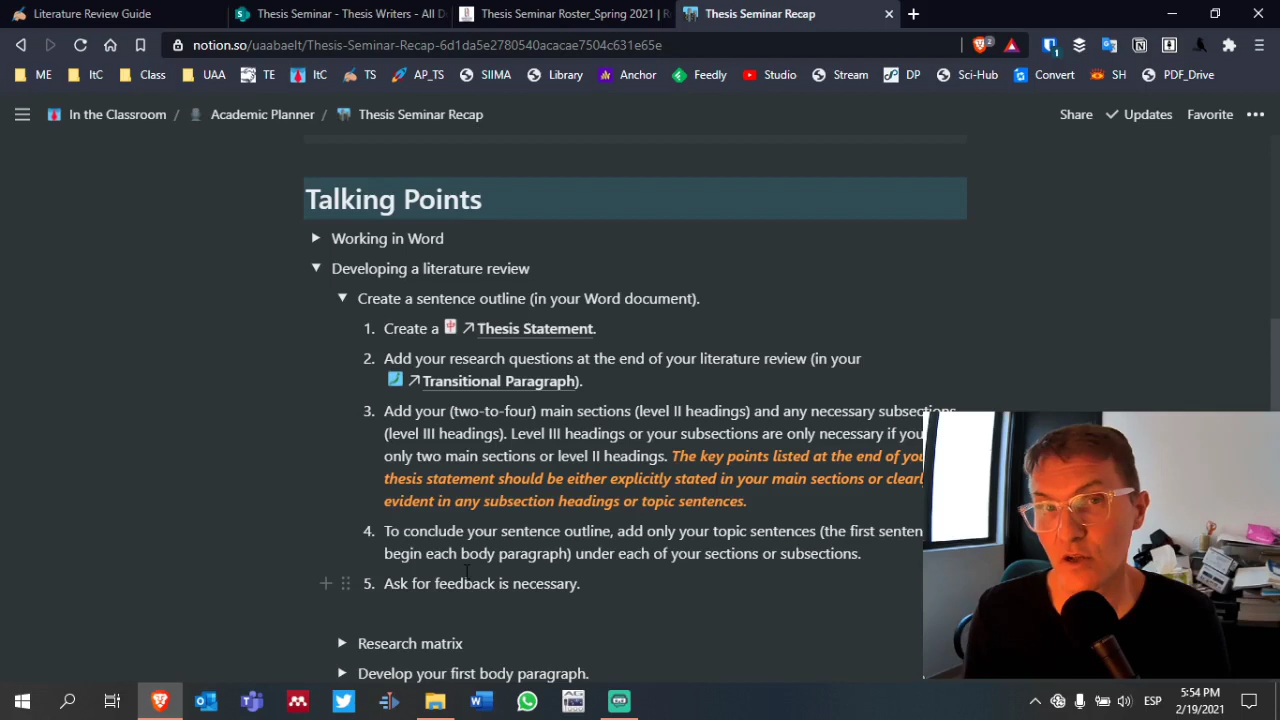 Literature Review Guide
Thesis Seminar - Thesis Writers - All D
Thesis Seminar Roster_Spring 2021 | R
Thesis Seminar Recap
notion.so/uaabaelt/Thesis-Seminar-Recap-6d1da5e2780540acacae7504c631e65e
2
ME ItC Class UAA TE ItC TS AP_TS SIIMA Library Anchor Feedly Studio Stream DP Sci-Hub Convert SH PDF_Drive
In the Classroom / Academic Planner / Thesis Seminar Recap
Share Updates Favorite
Talking Points
Working in Word
Developing a literature review
Create a sentence outline (in your Word document).
1. Create a Thesis Statement.
2. Add your research questions at the end of your literature review (in your
Transitional Paragraph).
3. Add your (two-to-four) main sections (level II headings) and any necessary subsections
(level III headings). Level III headings or your subsections are only necessary if you
only two main sections or level II headings. The key points listed at the end of you
thesis statement should be either explicitly stated in your main sections or clearly
evident in any subsection headings or topic sentences.
4. To conclude your sentence outline, add only your topic sentences (the first senten
begin each body paragraph) under each of your sections or subsections.
5. Ask for feedback is necessary.
Research matrix
Develop your first body paragraph.
ESP
5:54 PM
2/19/2021